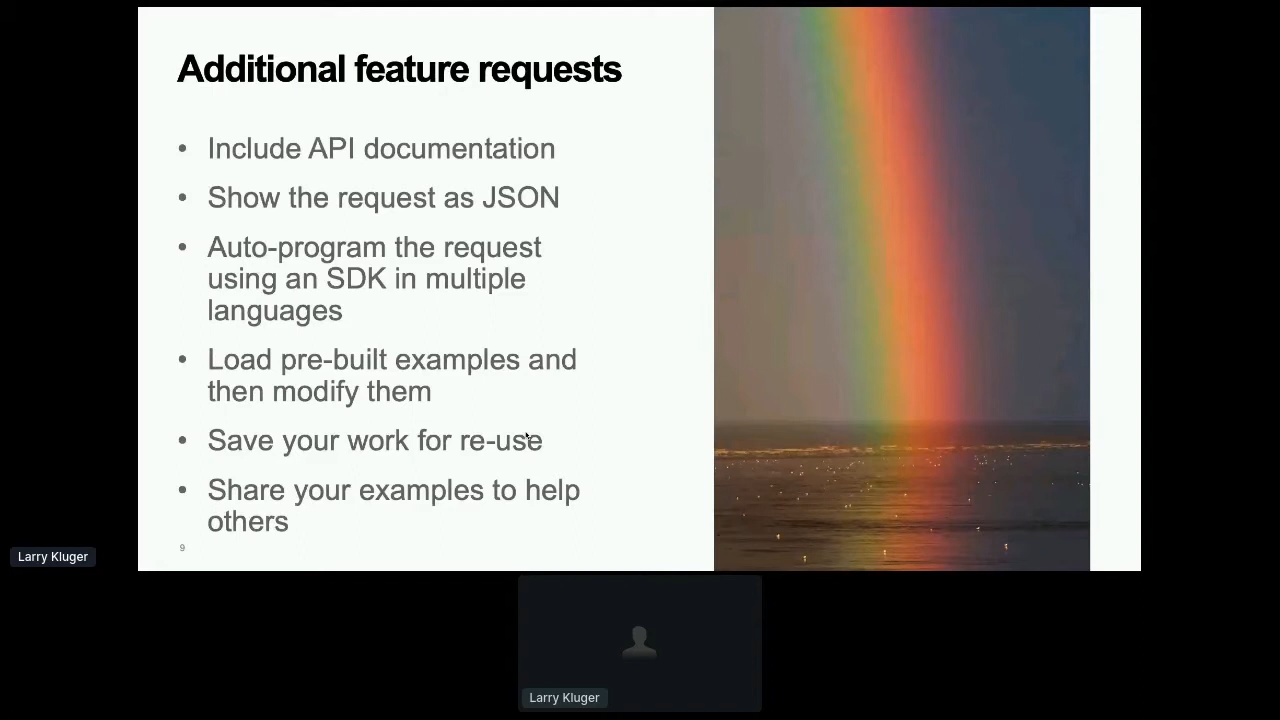 Additional feature requests
• Include API documentation
• Show the request as JSON
• Auto-program the request
using an SDK in multiple
languages
• Load pre-built examples and
then modify them
• Save your work for re-use
• Share your examples to help
others
9
Larry Kluger
Larry Kluger